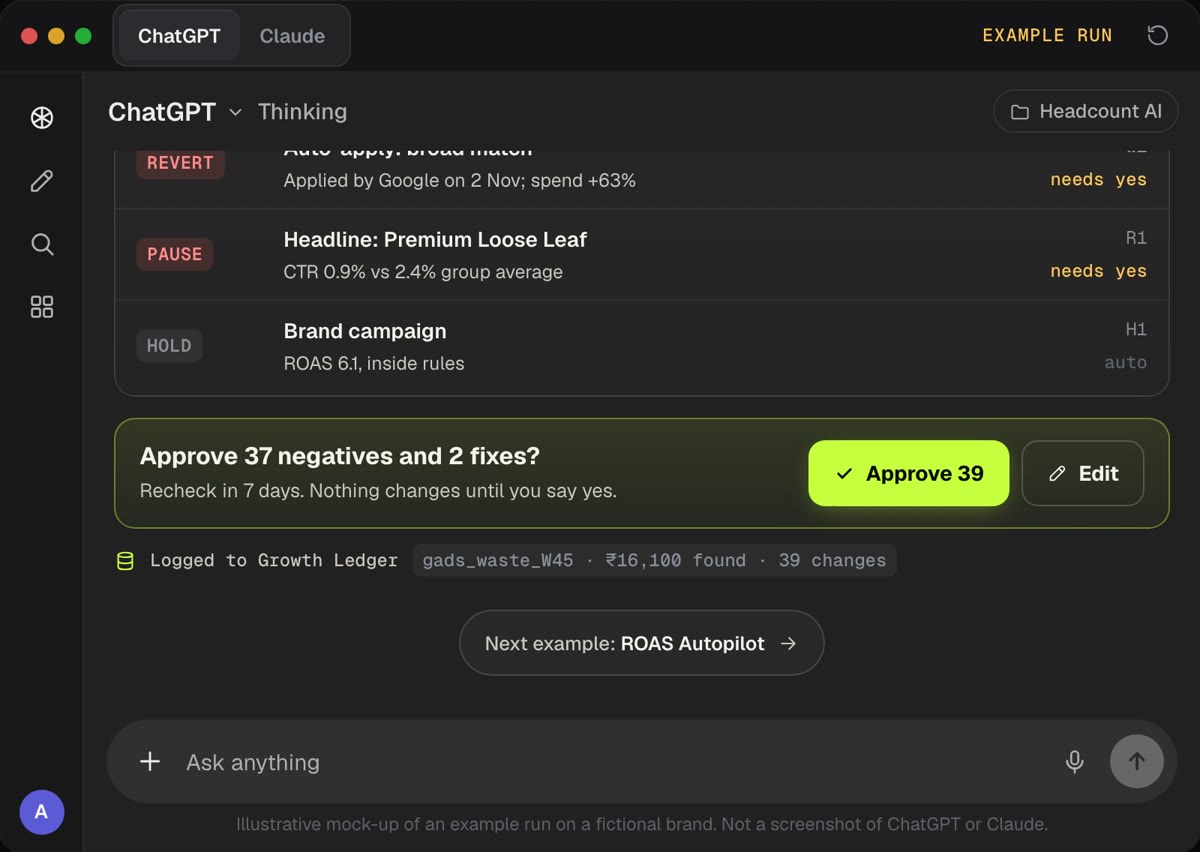 ChatGPT
Claude
EXAMPLE RUN
ChatGPT
Thinking
Headcount AI
REVERT
Auto-apply: broad match
Applied by Google on 2 Nov; spend +63%
needs yes
PAUSE
Headline: Premium Loose Leaf
R1
CTR 0.9% vs 2.4% group average
needs yes
HOLD
Brand campaign
H1
ROAS 6.1, inside rules
auto
Approve 37 negatives and 2 fixes?
Recheck in 7 days. Nothing changes until you say yes.
Approve 39
Edit
Logged to Growth Ledger
gads_waste_W45 · ₹16,100 found · 39 changes
Next example: ROAS Autopilot →
Ask anything
A
Illustrative mock-up of an example run on a fictional brand. Not a screenshot of ChatGPT or Claude.